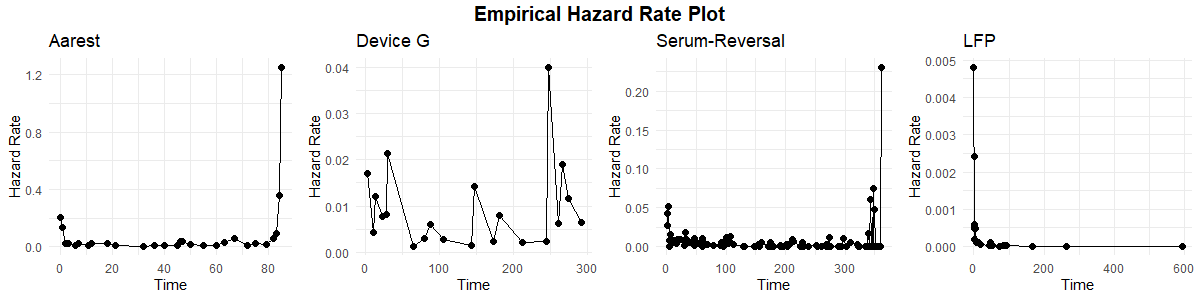 Empirical Hazard Rate Plot
Aarest
Device G
Serum-Reversal
LFP
Hazard Rate
1.2
0.8
0.4
0.0
0 20 40 60 80
Time
Hazard Rate
0.04
0.03
0.02
0.01
0.00
0 100 200 300
Time
Hazard Rate
0.20
0.15
0.10
0.05
0.00
0 100 200 300
Time
Hazard Rate
0.005
0.004
0.003
0.002
0.001
0.000
0 200 400 600
Time